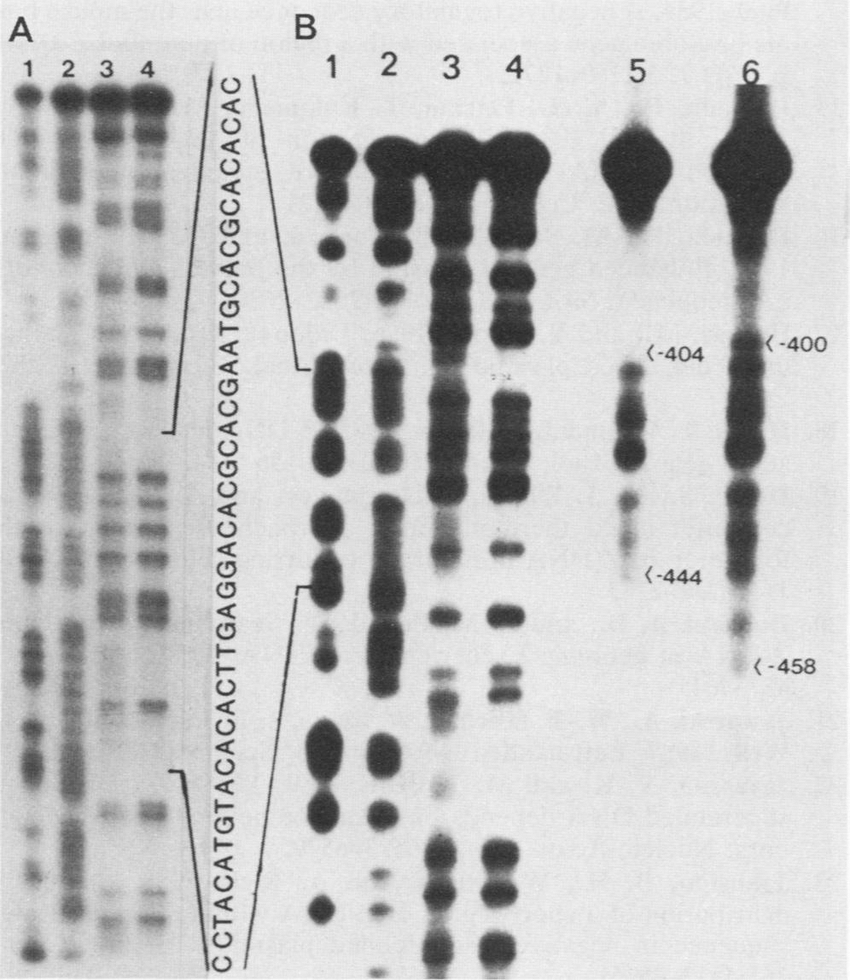 A
B
1 2 3 4
1 2 3 4 5 6
CCTACATGTACACACTTGAGGACACGCACGAATGCACGCACACAC
<-404
<-400
<-444
<-458